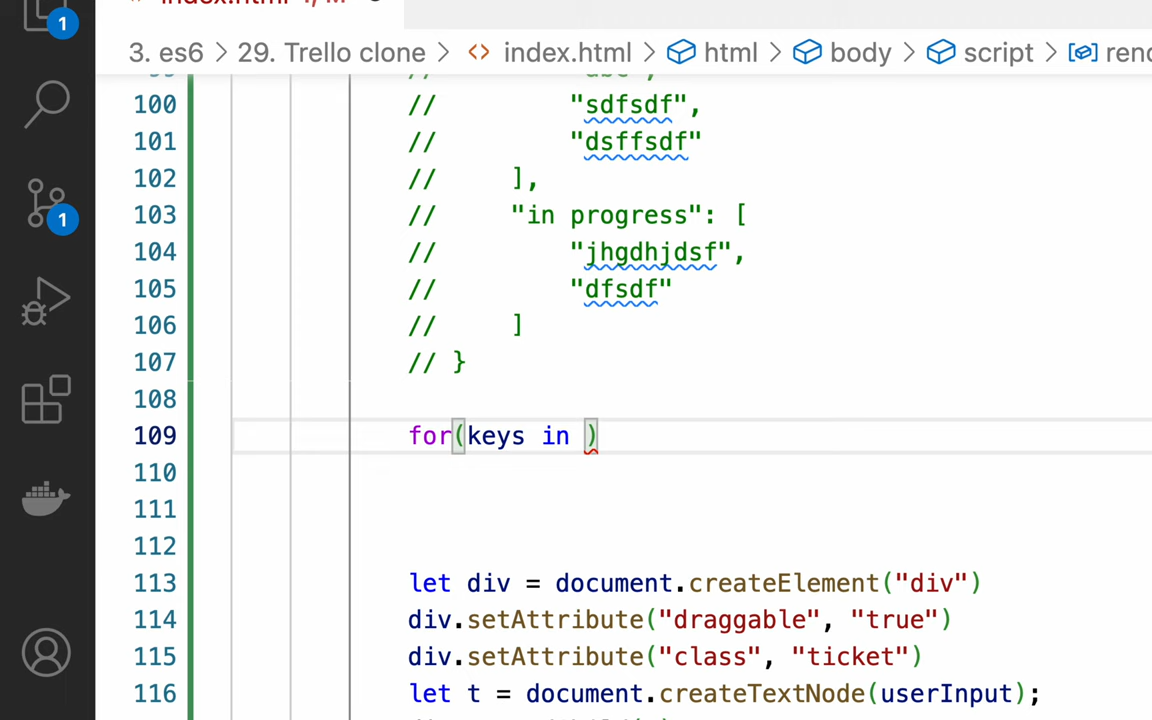 1
3. es6 > 29. Trello clone > index.html > html > body > script >
100 // "sdfsdf",
101 // "dsffsdf"
102 // ],
103 // "in progress": [
104 // "jhgdhjdsf",
105 // "dfsdf"
106 // ]
107 // }
108
109 for(keys in )
1
110
111
112
113 let div = document.createElement("div")
114 div.setAttribute("draggable", "true")
115 div.setAttribute("class", "ticket")
116 let t = document.createTextNode(userInput);